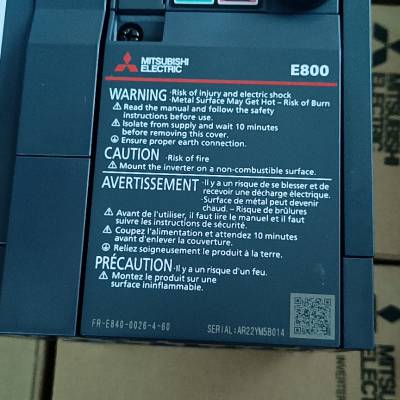 MITSUBISHI
ELECTRIC
E800
WARNING ·Risk of injury and electric shock
·Metal Surface May Get Hot – Risk of Burn
Read the manual and follow the safety
instructions before use.
Isolate from supply and wait 10 minutes
before removing this cover.
Ensure proper earth connection.
CAUTION ·Risk of fire
Mount the inverter on a non-combustible surface.
AVERTISSEMENT ·Il y a un risque de se blesser et de
recevoir une décharge électrique.
·Surface de métal peut devenir
chaud. – Risque de brûlures
Avant de l'utiliser, il faut lire le manuel et il faut
suivre les instructions de sécurité.
Coupez l'alimentation et attendez 10 minutes
avant d'enlever la couverture.
Reliez soigneusement le produit à la terre.
PRÉCAUTION ·Il y a un risque d'un feu.
Montez le produit sur une
surface ininflammable.
FR-E840-0026-4-60
SERIAL:AR22YM5B014
MITSUBISHI
ELECTRIC
INVERTER